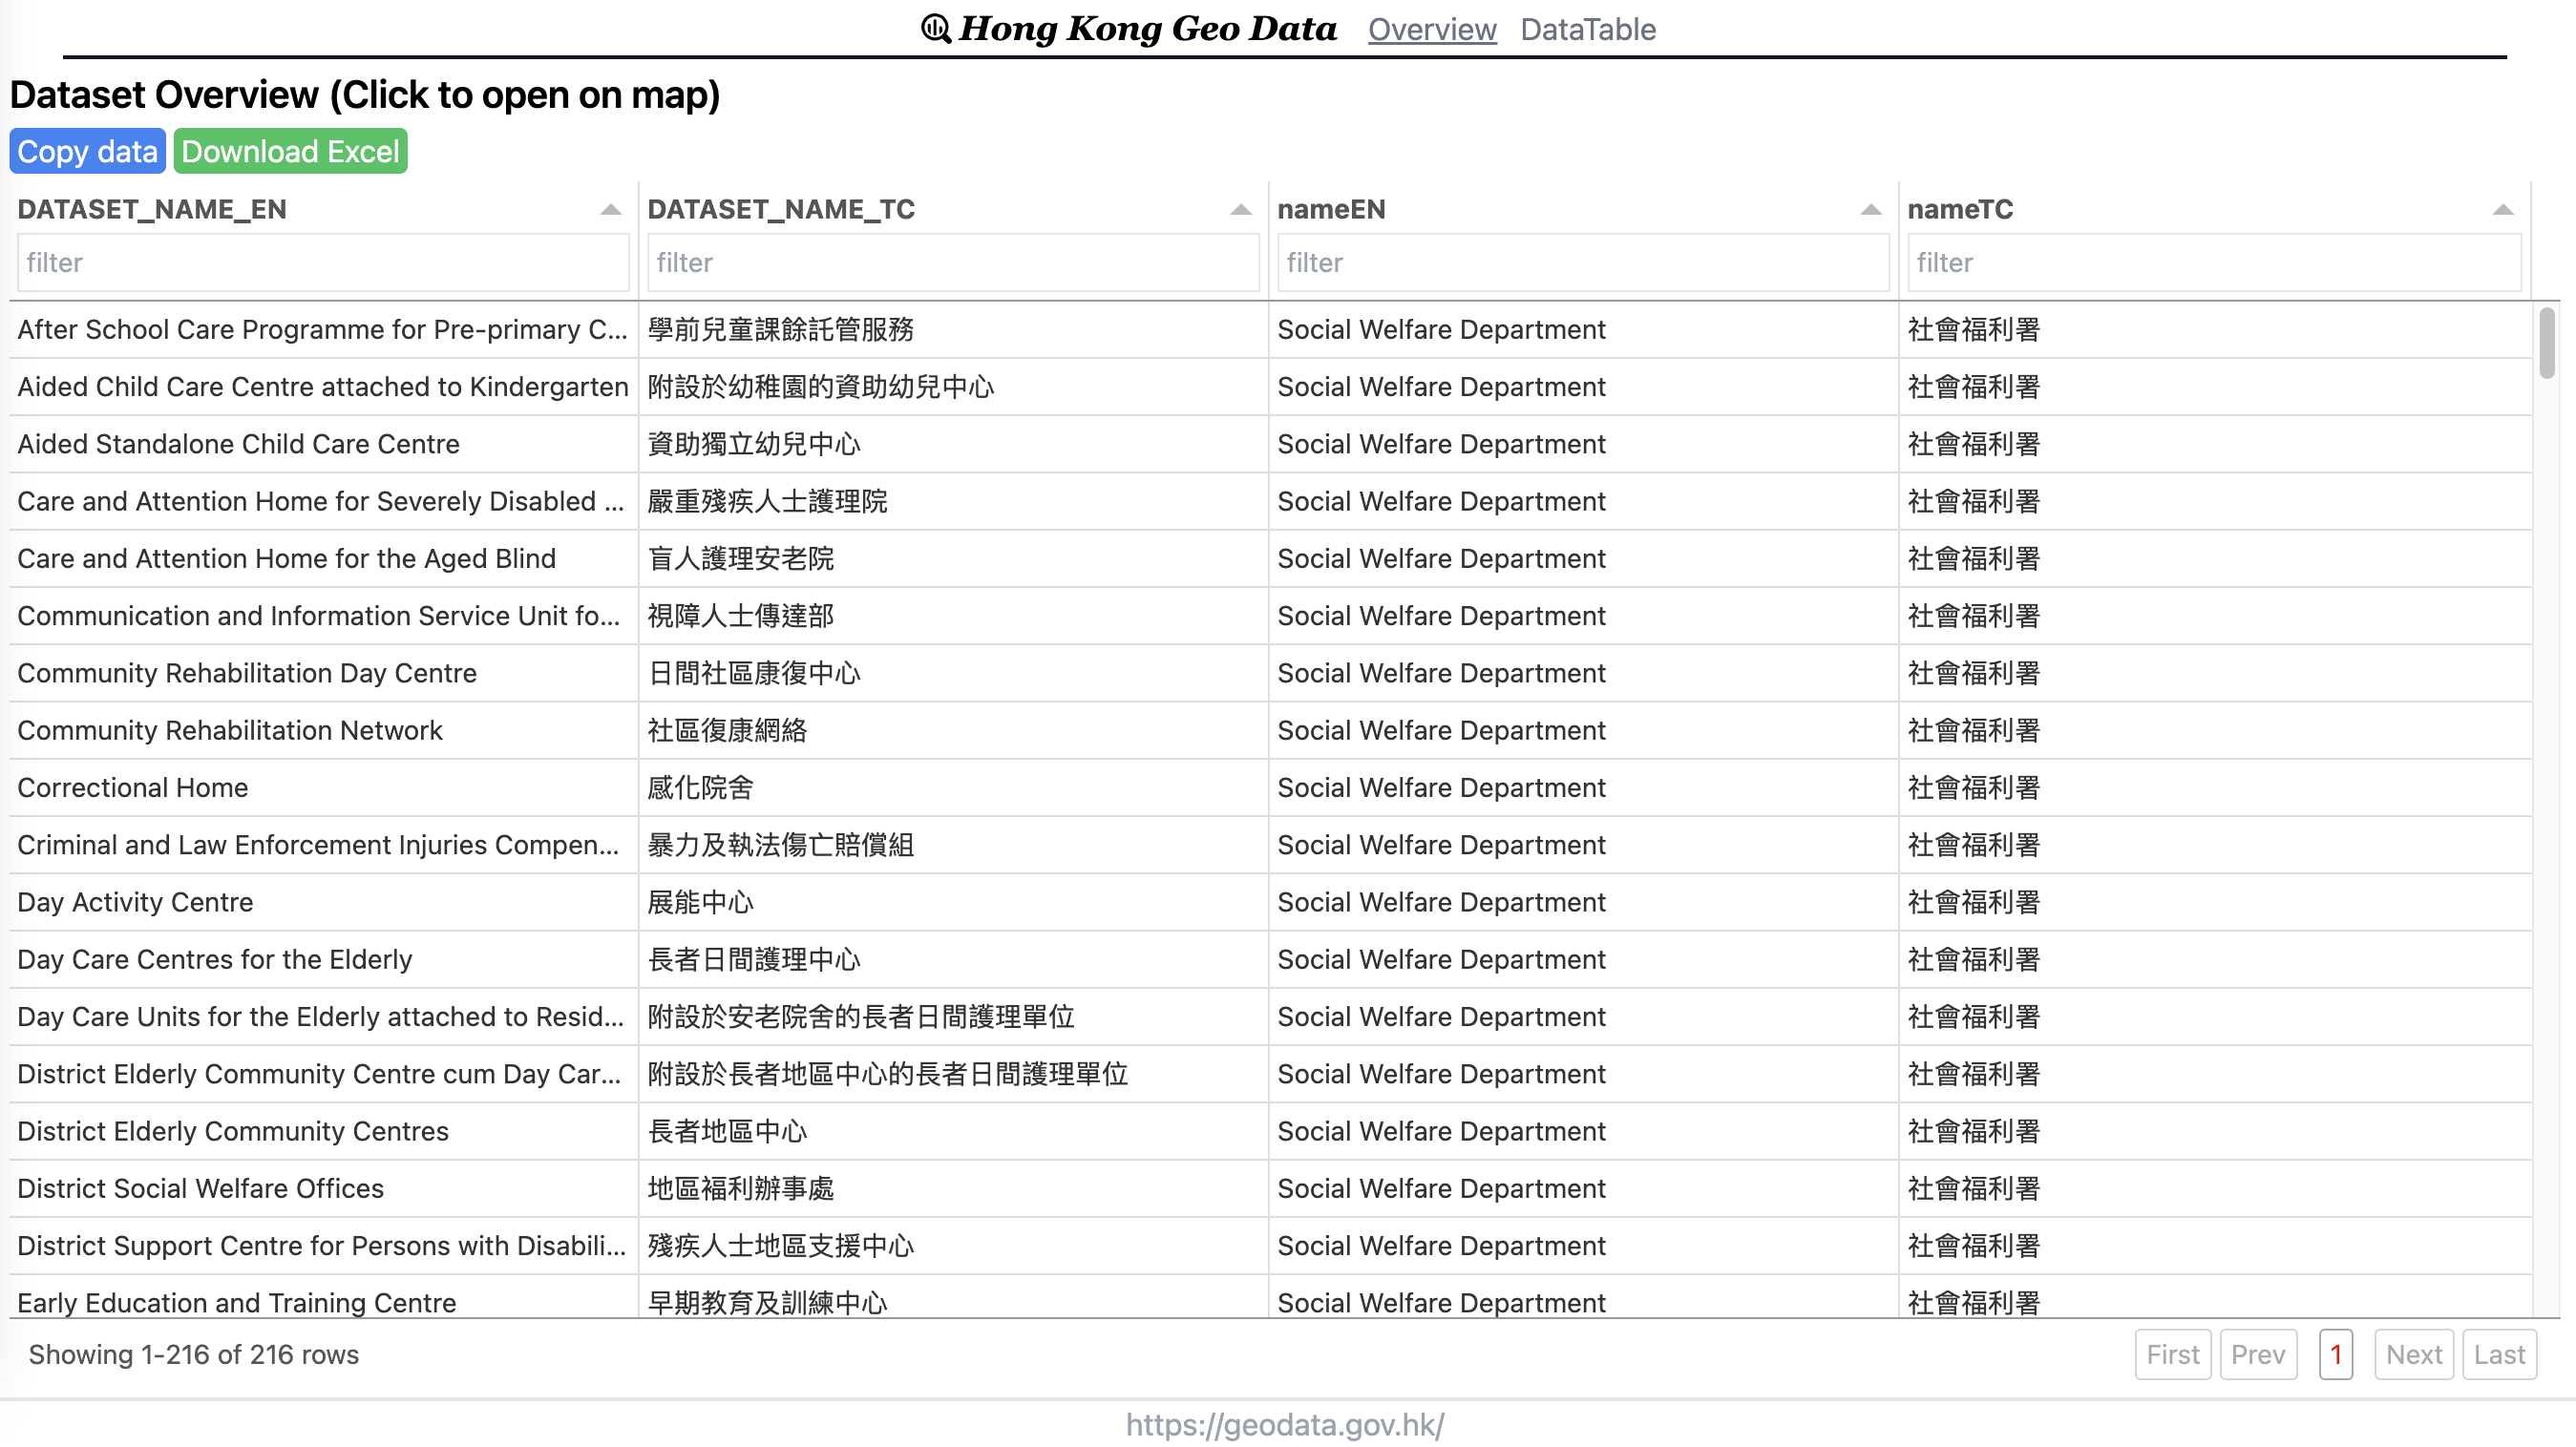 Hong Kong Geo Data Overview DataTable
Dataset Overview (Click to open on map)
Copy data Download Excel
DATASET_NAME_EN DATASET_NAME_TC nameEN nameTC
filter filter filter filter
After School Care Programme for Pre-primary C... 學前兒童課餘託管服務 Social Welfare Department 社會福利署
Aided Child Care Centre attached to Kindergarten 附設於幼稚園的資助幼兒中心 Social Welfare Department 社會福利署
Aided Standalone Child Care Centre 資助獨立幼兒中心 Social Welfare Department 社會福利署
Care and Attention Home for Severely Disabled ... 嚴重殘疾人士護理院 Social Welfare Department 社會福利署
Care and Attention Home for the Aged Blind 盲人護理安老院 Social Welfare Department 社會福利署
Communication and Information Service Unit fo... 視障人士傳達部 Social Welfare Department 社會福利署
Community Rehabilitation Day Centre 日間社區康復中心 Social Welfare Department 社會福利署
Community Rehabilitation Network 社區復康網絡 Social Welfare Department 社會福利署
Correctional Home 感化院舍 Social Welfare Department 社會福利署
Criminal and Law Enforcement Injuries Compen... 暴力及執法傷亡賠償組 Social Welfare Department 社會福利署
Day Activity Centre 展能中心 Social Welfare Department 社會福利署
Day Care Centres for the Elderly 長者日間護理中心 Social Welfare Department 社會福利署
Day Care Units for the Elderly attached to Resid... 附設於安老院舍的長者日間護理單位 Social Welfare Department 社會福利署
District Elderly Community Centre cum Day Car... 附設於長者地區中心的長者日間護理單位 Social Welfare Department 社會福利署
District Elderly Community Centres 長者地區中心 Social Welfare Department 社會福利署
District Social Welfare Offices 地區褔利辦事處 Social Welfare Department 社會福利署
District Support Centre for Persons with Disabili... 殘疾人士地區支援中心 Social Welfare Department 社會福利署
Early Education and Training Centre 早期教育及訓練中心 Social Welfare Department 社會福利署
Showing 1-216 of 216 rows First Prev 1 Next Last
https://geodata.gov.hk/